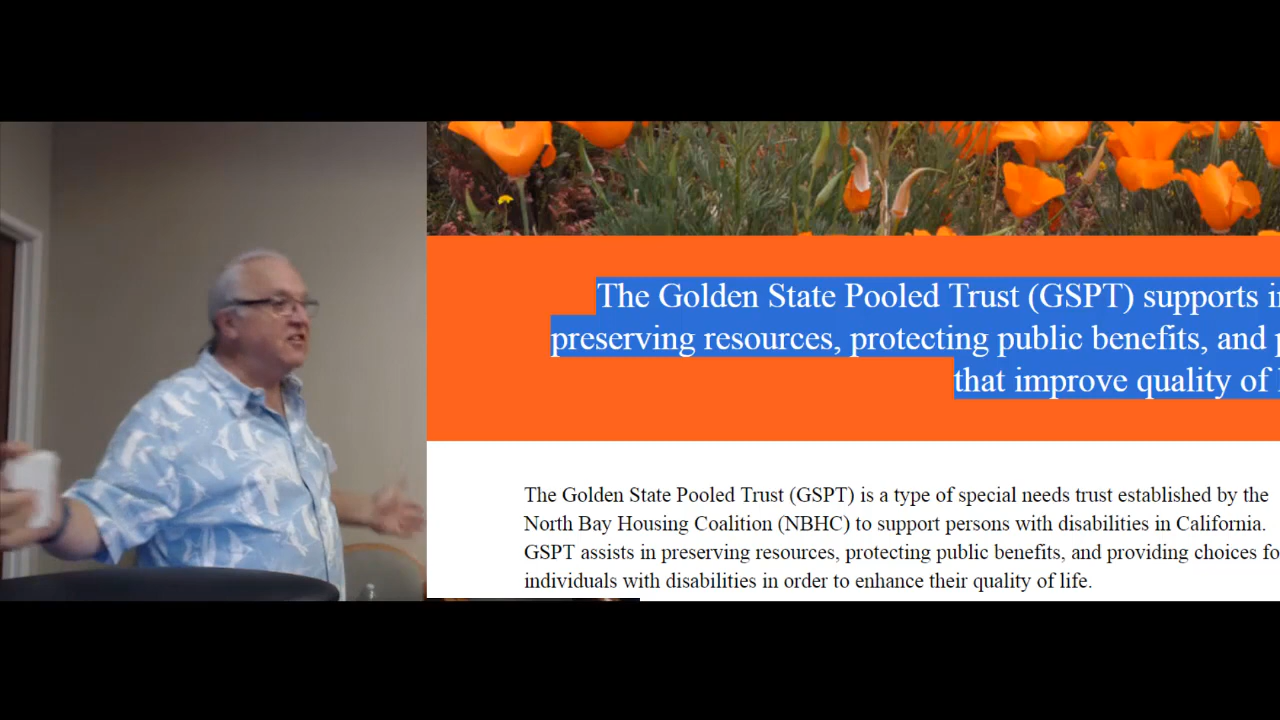 The Golden State Pooled Trust (GSPT) supports
preserving resources, protecting public benefits, and
that improve quality of
The Golden State Pooled Trust (GSPT) is a type of special needs trust established by the
North Bay Housing Coalition (NBHC) to support persons with disabilities in California.
GSPT assists in preserving resources, protecting public benefits, and providing choices fo
individuals with disabilities in order to enhance their quality of life.